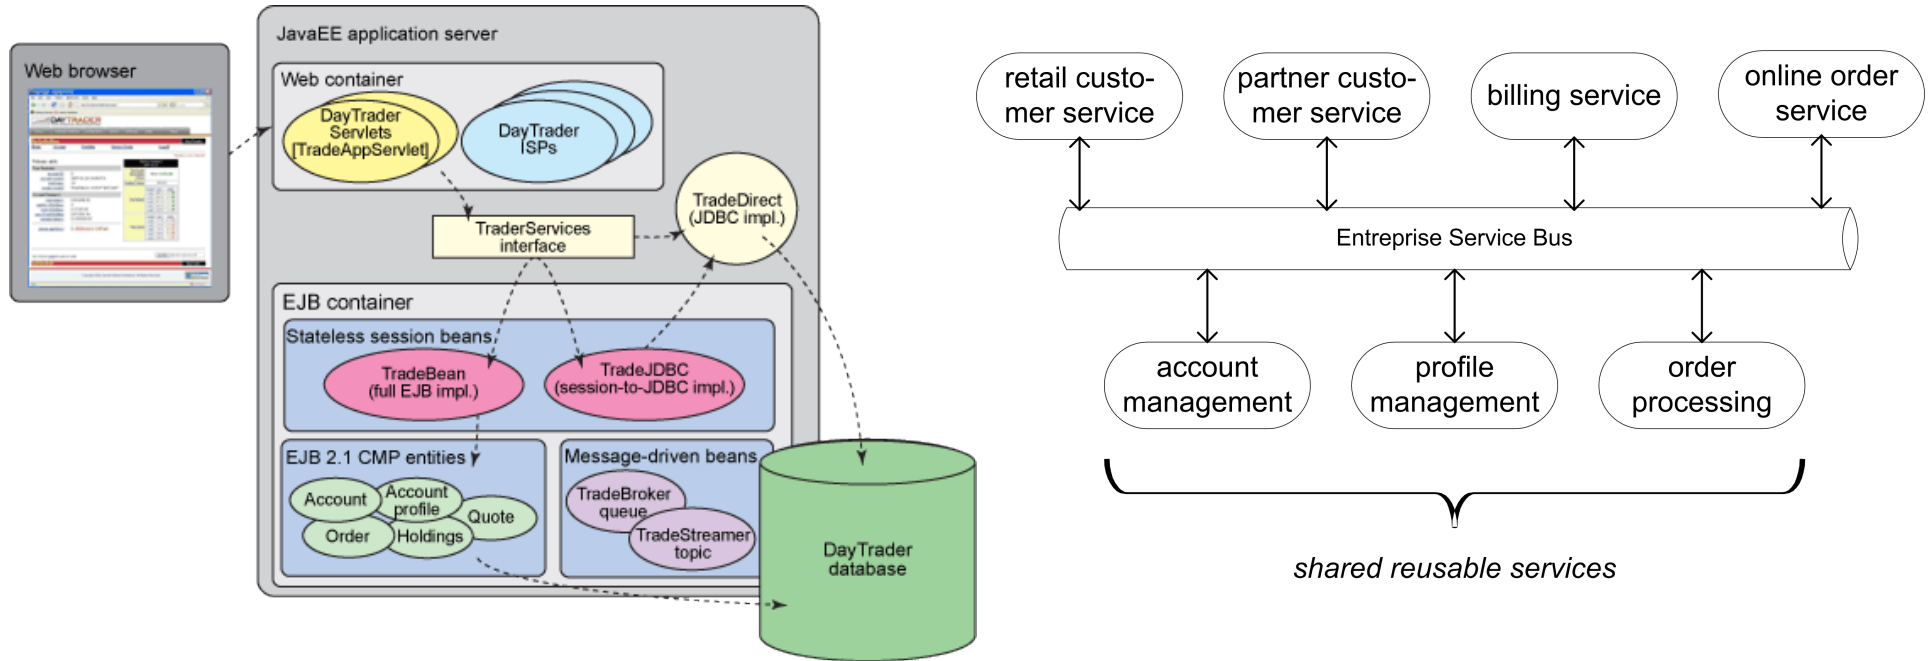 Web browser
DAYTRADER
JavaEE application server
Web container
DayTrader
Servlets
[TradeAppServlet]
DayTrader
ISPs
TraderServices
interface
TradeDirect
(JDBC impl.)
EJB container
Stateless session beans
TradeBean
(full EJB impl.)
TradeJDBC
(session-to-JDBC impl.)
EJB 2.1 CMP entities
Account
Account
profile
Quote
Order
Holdings
Message-driven beans
TradeBroker
queue
TradeStreamer
topic
DayTrader
database
retail custo-
mer service
partner custo-
mer service
billing service
online order
service
Entreprise Service Bus
account
management
profile
management
order
processing
shared reusable services